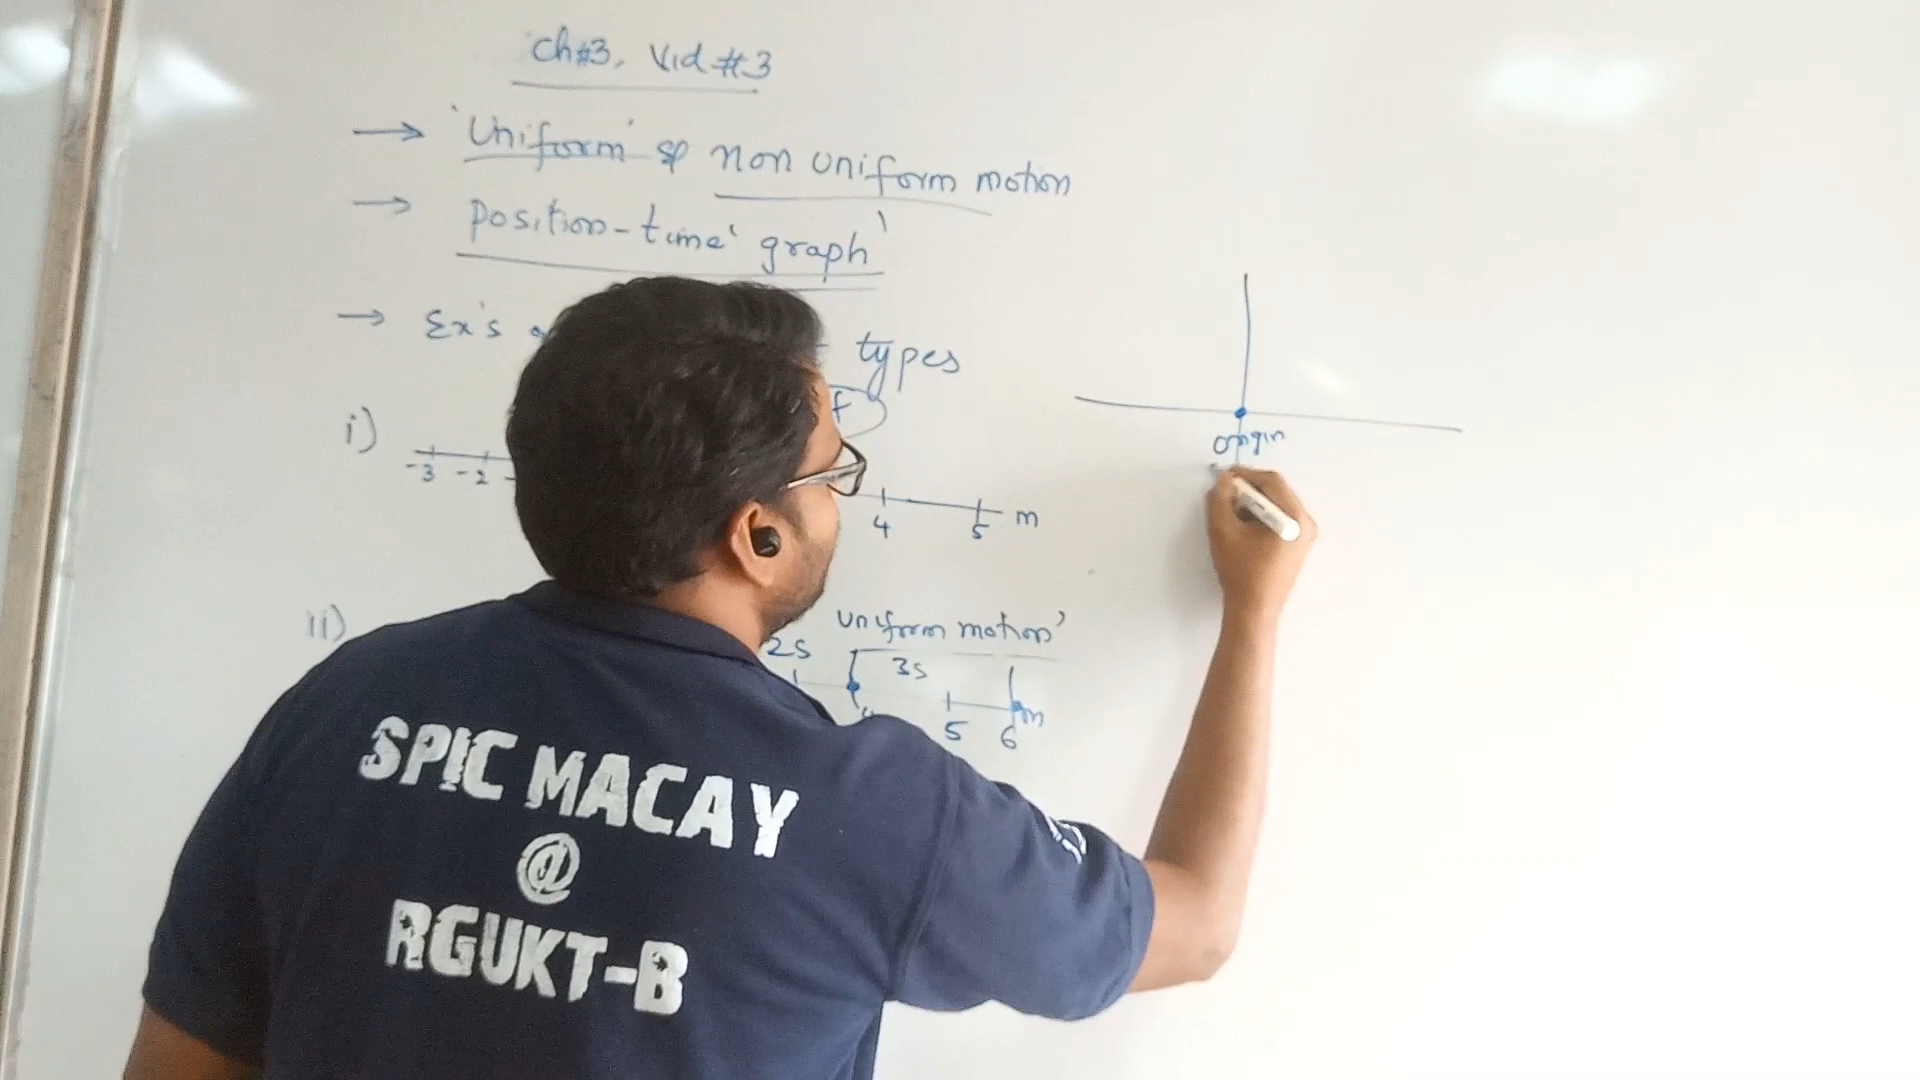 Ch#3, Vid #3
→ 'Uniform' & non uniform motion
→ position-time 'graph'
→ Ex's types
i)
-3 -2 4 5 m
origin
ii)
uniform motion'
2s 3s
5 6 m
SPIC MACAY
@
RGUKT-B